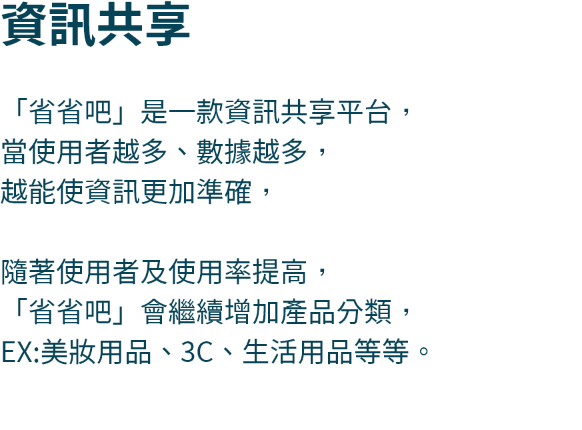 資訊共享
「省省吧」是一款資訊共享平台，
當使用者越多、數據越多，
越能使資訊更加準確，
隨著使用者及使用率提高，
「省省吧」會繼續增加產品分類，
EX:美妝用品、3C、生活用品等等。